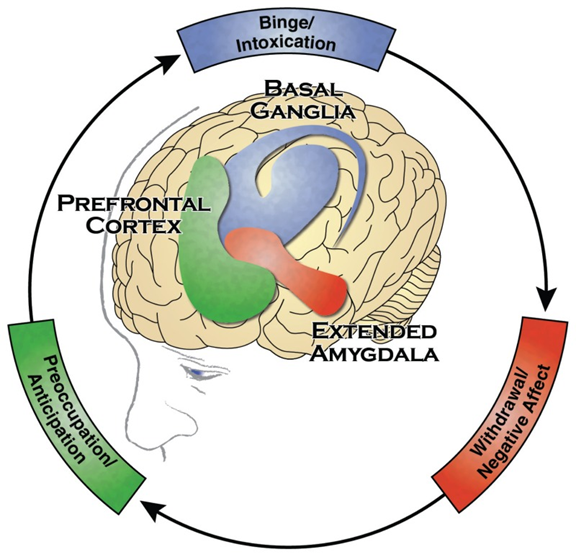 Binge/
Intoxication
BASAL
GANGLIA
PREFRONTAL
CORTEX
EXTENDED
AMYGDALA
Preoccupation/
Anticipation
Withdrawal/
Negative Affect